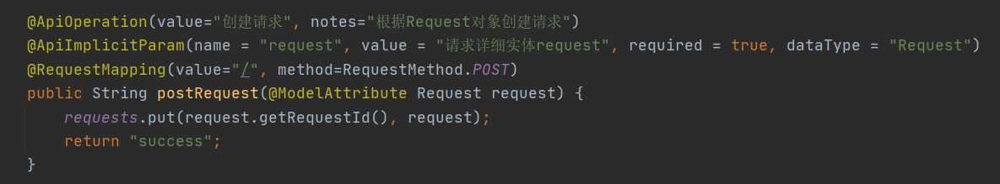 @ApiOperation(value="创建请求", notes="根据Request对象创建请求")
@ApiImplicitParam(name = "request", value = "请求详细实体request", required = true, dataType = "Request")
@RequestMapping(value="/", method=RequestMethod.POST)
public String postRequest(@ModelAttribute Request request) {
    requests.put(request.getRequestId(), request);
    return "success";
}